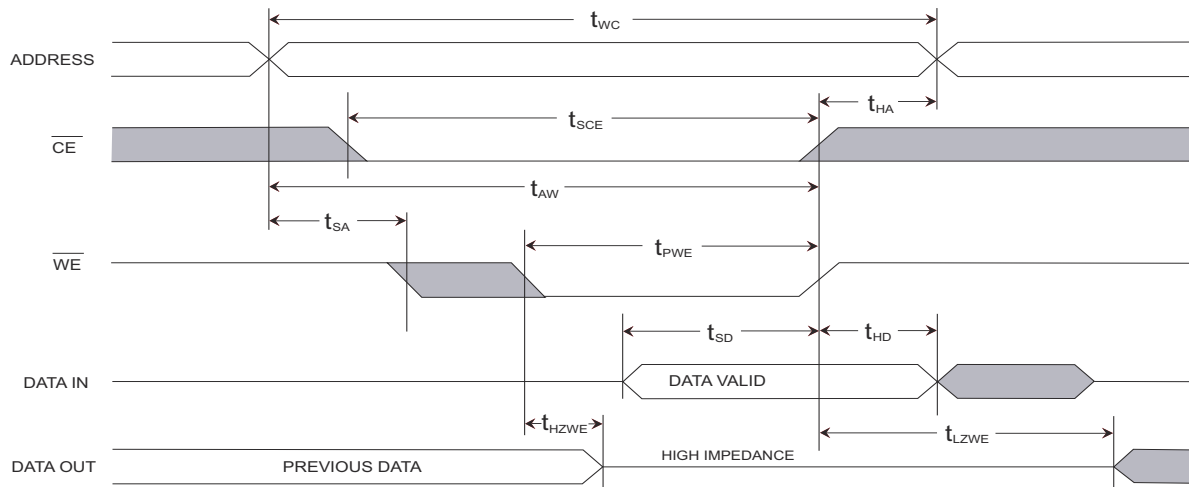 tWC
ADDRESS
tHA
tSCE
CE
tAW
tSA
tPWE
WE
tSD
tHD
DATA IN
DATA VALID
tHZWE
tLZWE
DATA OUT
PREVIOUS DATA
HIGH IMPEDANCE